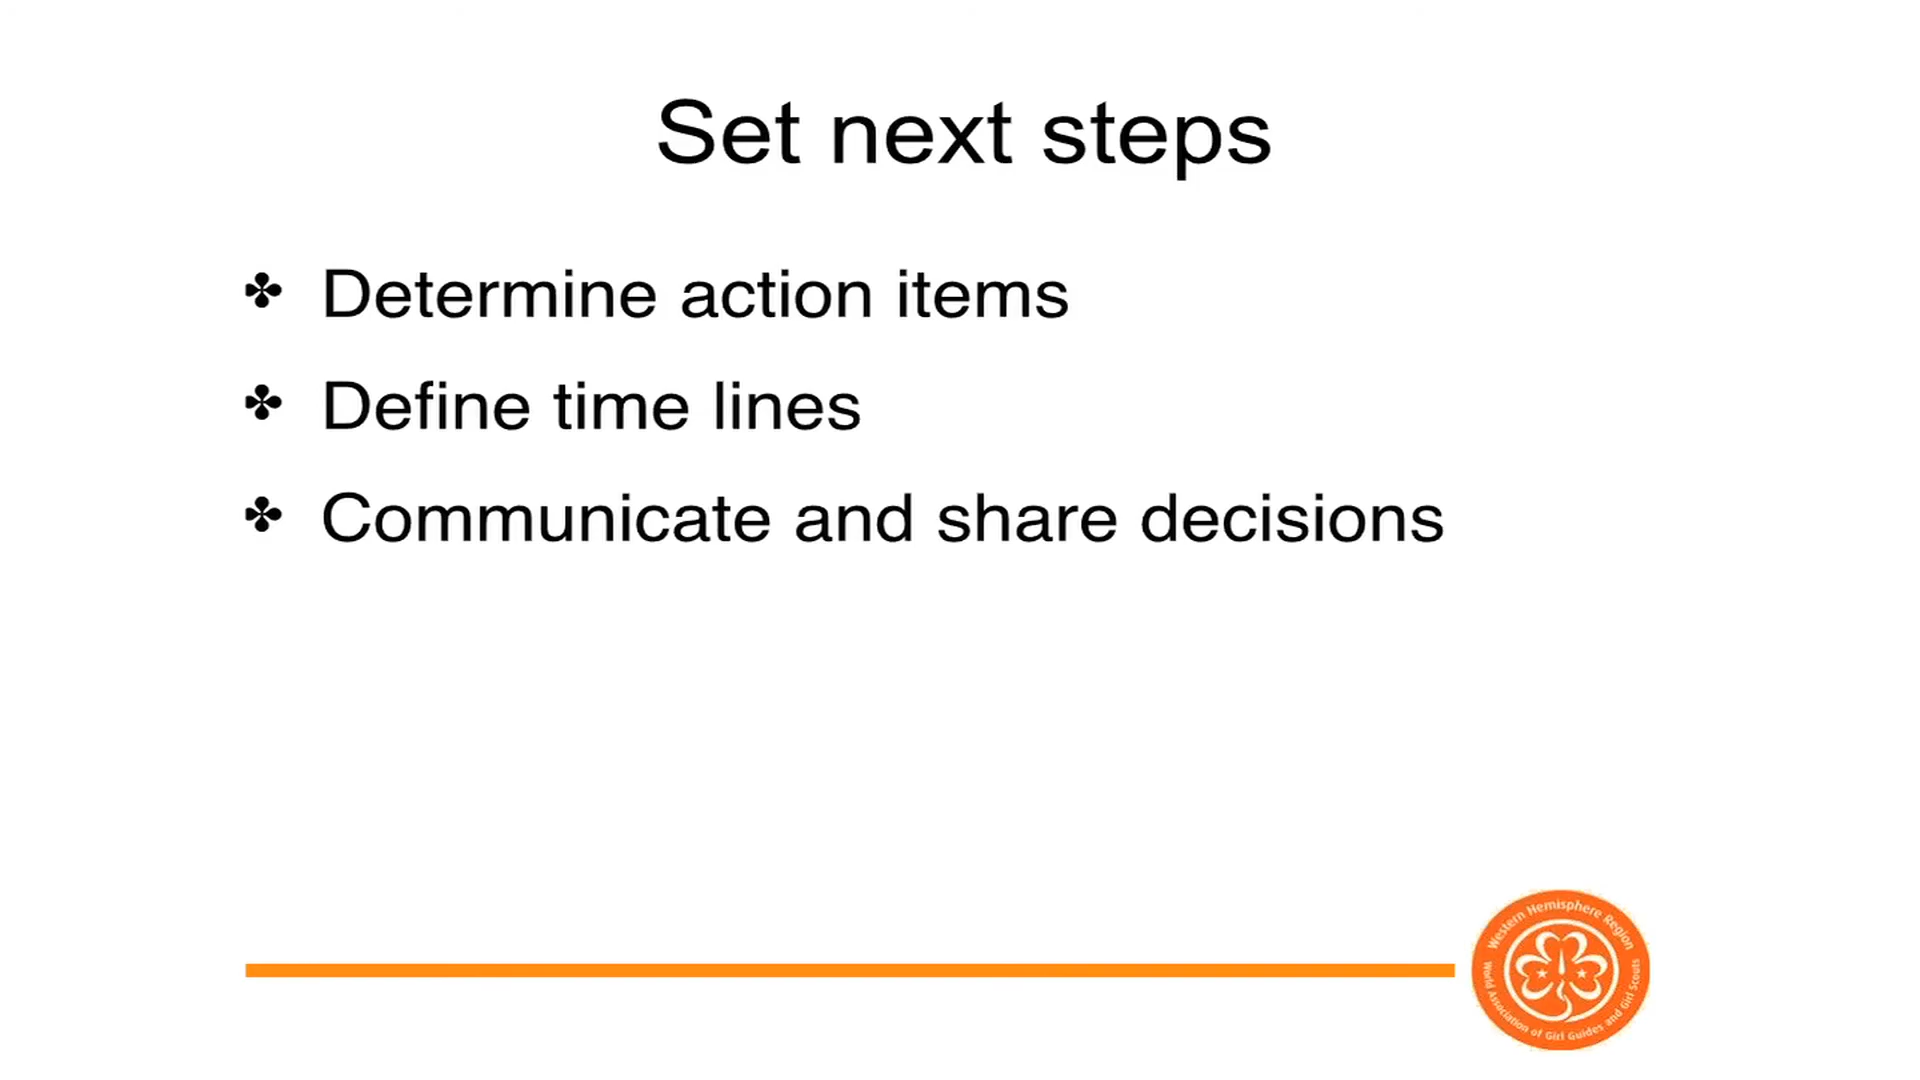 Set next steps
✤ Determine action items
✤ Define time lines
✤ Communicate and share decisions
Western Hemisphere Region
World Association of Girl Guides and Girl Scouts